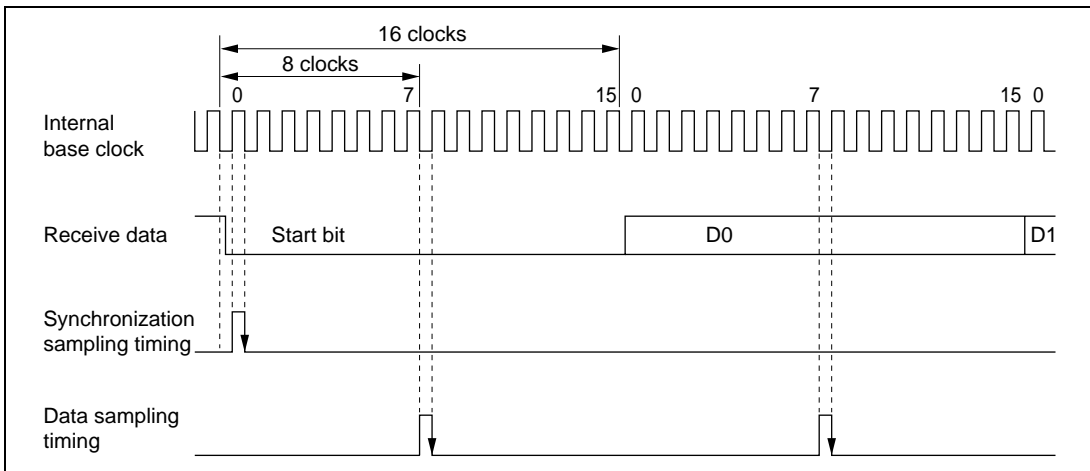 16 clocks
8 clocks
0 7 15 0 7 15 0
Internal
base clock
Receive data Start bit D0 D1
Synchronization
sampling timing
Data sampling
timing